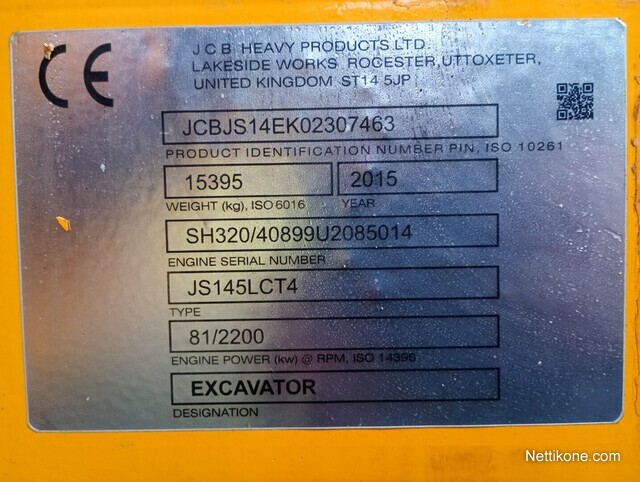 CE
J C B HEAVY PRODUCTS LTD.
LAKESIDE WORKS ROCESTER, UTTOXETER,
UNITED KINGDOM ST14 5JP
JCBJS14EK02307463
PRODUCT IDENTIFICATION NUMBER PIN, ISO 10261
15395 2015
WEIGHT (kg), ISO 6016 YEAR
SH320/40899U2085014
ENGINE SERIAL NUMBER
JS145LCT4
TYPE
81/2200
ENGINE POWER (kw) @ RPM, ISO 14396
EXCAVATOR
DESIGNATION
Nettikone.com